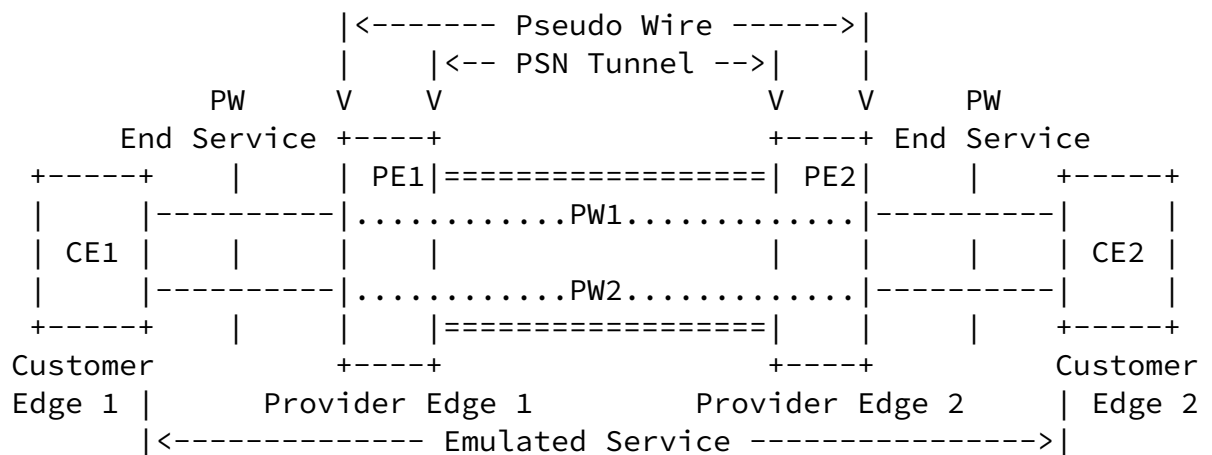 |<------- Pseudo Wire ------>|
|    |<-- PSN Tunnel -->|    |
PW     V    V                  V    V     PW
End Service +----+                  +----+ End Service
+-----+    |     | PE1|==================| PE2|     |    +-----+
|     |----------|............PW1.............|----------|     |
| CE1 |    |     |    |                  |    |     |    | CE2 |
|     |----------|............PW2.............|----------|     |
+-----+    |     |    |==================|    |     |    +-----+
Customer         +----+                  +----+         Customer
Edge 1 |      Provider Edge 1         Provider Edge 2     | Edge 2
|<-------------- Emulated Service ---------------->|